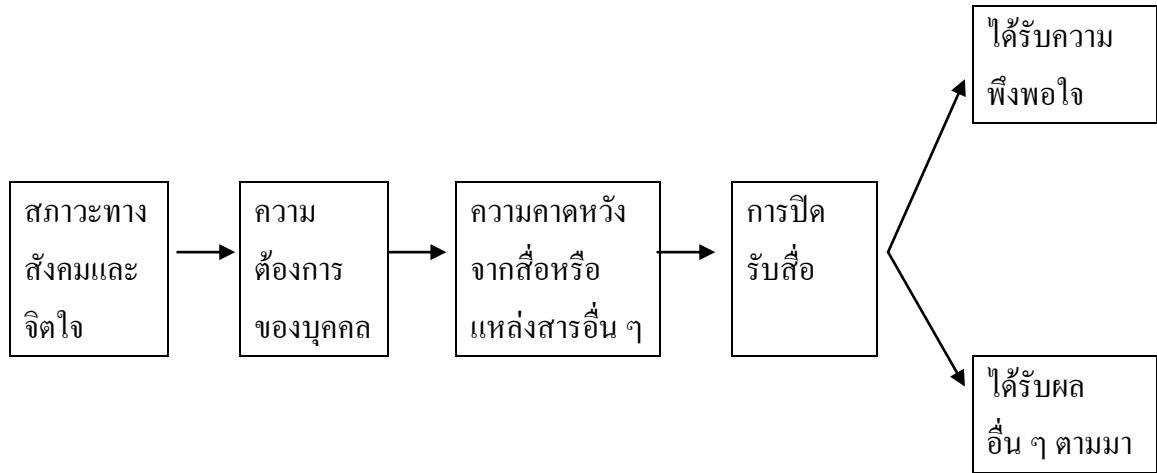 สภาวะทาง
สังคมและ
จิตใจ
ความ
ต้องการ
ของบุคคล
ความคาดหวัง
จากสื่อหรือ
แหล่งสารอื่น ๆ
การปิด
รับสื่อ
ได้รับความ
พึงพอใจ
ได้รับผล
อื่น ๆ ตามมา